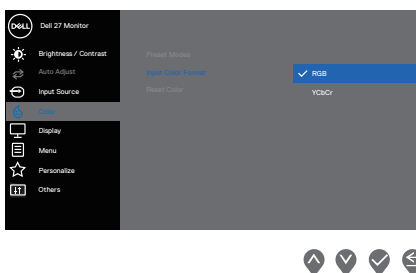 DELL
Dell 27 Monitor
Brightness / Contrast
Auto Adjust
Input Source
Color
Display
Menu
Personalize
Others
Preset Modes
Input Color Format
Reset Color
RGB
YCbCr